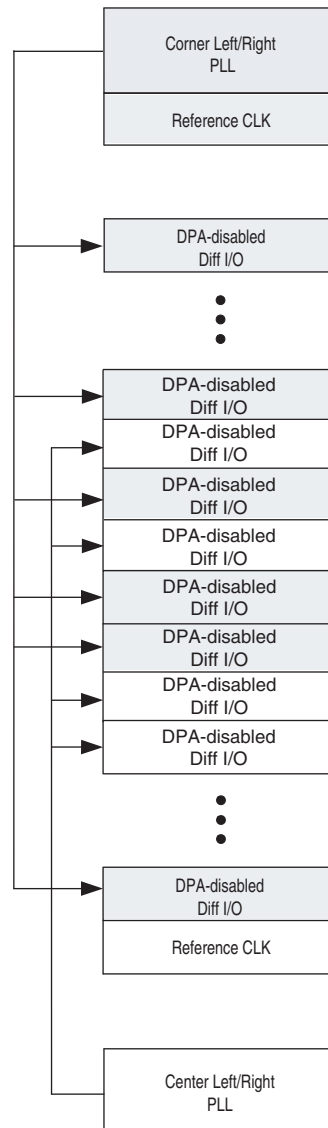 Corner Left/Right
PLL
Reference CLK
DPA-disabled
Diff I/O
DPA-disabled
Diff I/O
DPA-disabled
Diff I/O
DPA-disabled
Diff I/O
DPA-disabled
Diff I/O
DPA-disabled
Diff I/O
DPA-disabled
Diff I/O
DPA-disabled
Diff I/O
DPA-disabled
Diff I/O
DPA-disabled
Diff I/O
Reference CLK
Center Left/Right
PLL